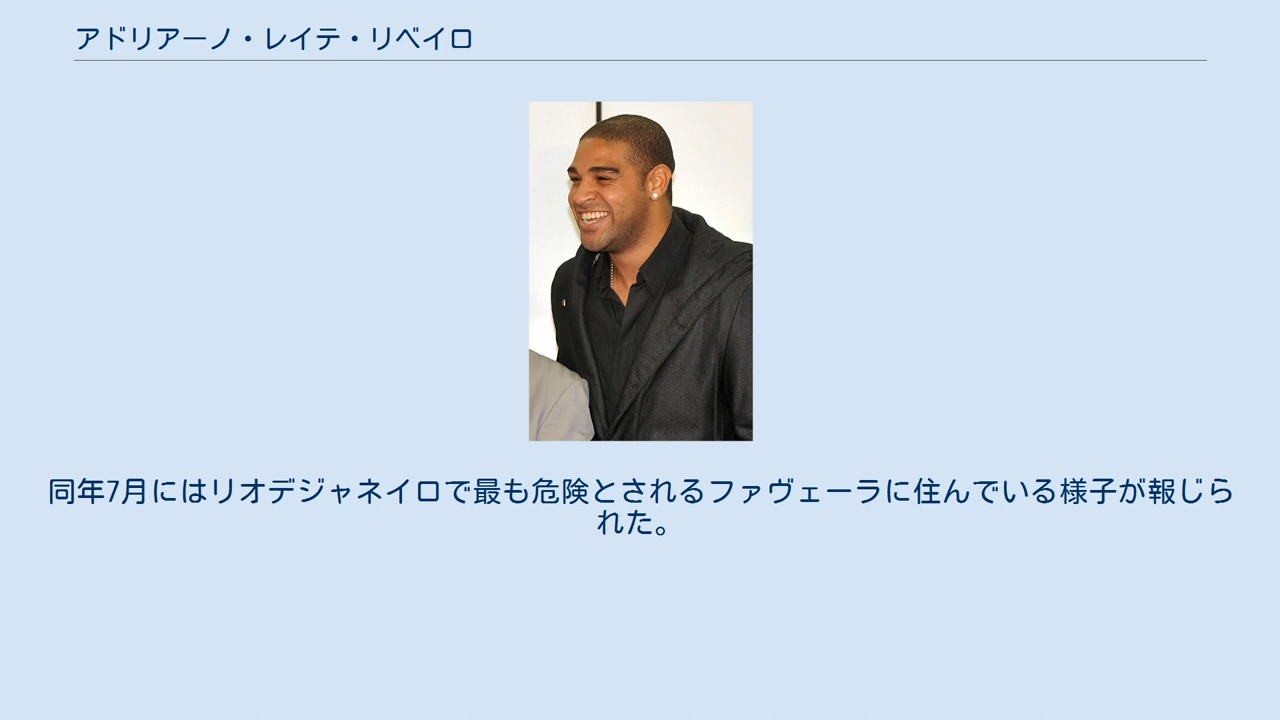 アドリアーノ・レイテ・リベイロ
同年7月にはリオデジャネイロで最も危険とされるファヴェーラに住んでいる様子が報じら
れた。